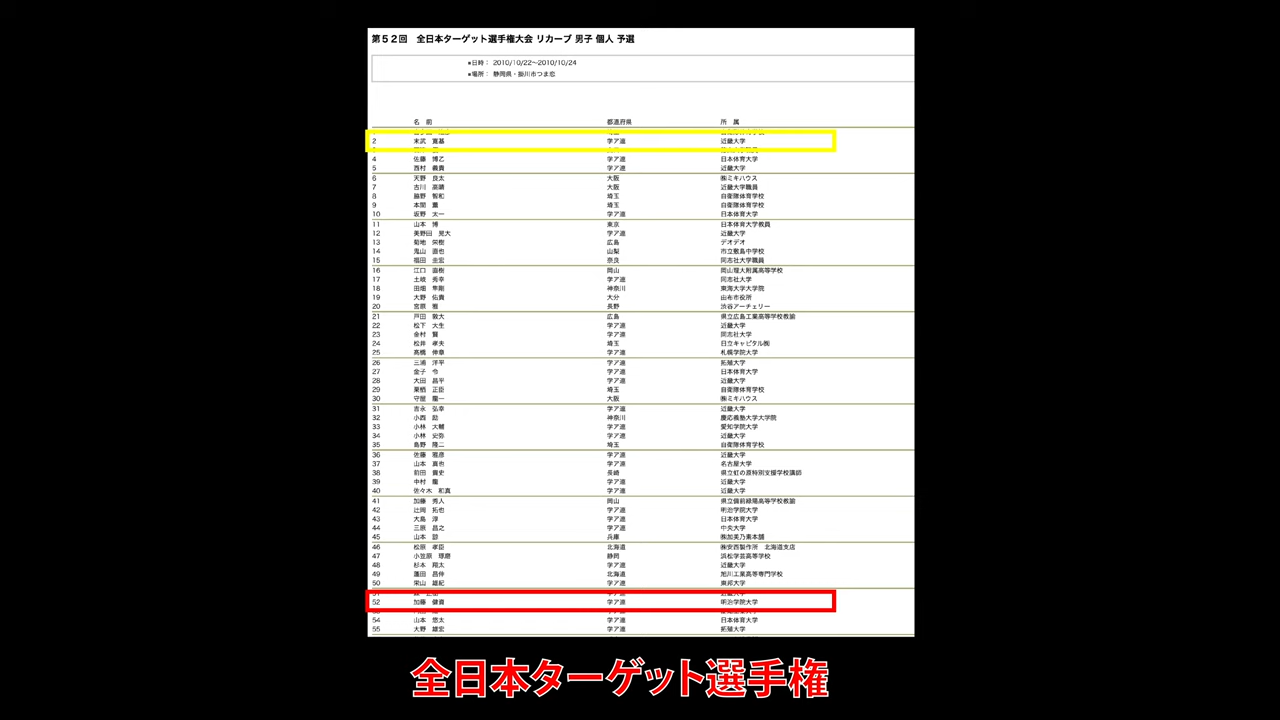 第52回 全日本ターゲット選手権大会 リカーブ 男子 個人 予選
■日時： 2010/10/22〜2010/10/24
■場所： 静岡県・掛川市つま恋
名 前 都道府県 所 属
2 末武 寛基 学ア連 近畿大学
4 佐藤 博乙 学ア連 日本体育大学
5 西村 義貴 学ア連 近畿大学
6 天野 良太 大阪 ㈱ミキハウス
7 古川 高晴 大阪 近畿大学職員
8 脇野 智和 埼玉 自衛隊体育学校
9 本間 薫 埼玉 自衛隊体育学校
10 坂野 太一 学ア連 日本体育大学
11 山本 博 東京 日本体育大学教員
12 美野田 晃大 学ア連 近畿大学
13 菊地 栄樹 広島 デオデオ
14 鬼山 直也 山梨 市立敷島中学校
15 福田 圭宏 奈良 同志社大学職員
16 江口 直樹 岡山 岡山理大附属高等学校
17 土岐 秀幸 学ア連 同志社大学
18 田畑 隼剛 神奈川 東海大学大学院
19 大野 佑貴 大分 由布市役所
20 宮原 雅 長野 渋谷アーチェリー
21 戸田 敦大 広島 県立広島工業高等学校教諭
22 松下 大生 学ア連 近畿大学
23 金村 賢 学ア連 同志社大学
24 松井 孝夫 埼玉 日立キャピタル㈱
25 高橋 伸章 学ア連 札幌学院大学
26 三浦 洋平 学ア連 拓殖大学
27 金子 令 学ア連 日本体育大学
28 大田 昌平 学ア連 近畿大学
29 栗栖 正臣 埼玉 自衛隊体育学校
30 守屋 龍一 大阪 ㈱ミキハウス
31 吉永 弘幸 学ア連 近畿大学
32 小西 励 神奈川 慶応義塾大学大学院
33 小林 大輔 学ア連 愛知学院大学
34 小林 史弥 学ア連 近畿大学
35 島野 隆二 埼玉 自衛隊体育学校
36 佐藤 雅彦 学ア連 近畿大学
37 山本 真也 学ア連 名古屋大学
38 前田 貴史 長崎 県立虹の原特別支援学校講師
39 中村 龍 学ア連 近畿大学
40 佐々木 和真 学ア連 近畿大学
41 加藤 秀人 岡山 県立備前緑陽高等学校教諭
42 辻岡 拓也 学ア連 明治学院大学
43 大島 淳 学ア連 日本体育大学
44 三原 昌之 学ア連 中央大学
45 山本 諒 兵庫 ㈱加美乃素本舗
46 松原 孝臣 北海道 ㈱安西製作所 北海道支店
47 小笠原 琢磨 静岡 浜松学芸高等学校
48 杉本 翔太 学ア連 近畿大学
49 蓬田 昌伸 北海道 旭川工業高等専門学校
50 栄山 雄紀 学ア連 東邦大学
52 加藤 健資 学ア連 明治学院大学
54 山本 悠太 学ア連 日本体育大学
55 大野 雄宏 学ア連 拓殖大学
全日本ターゲット選手権